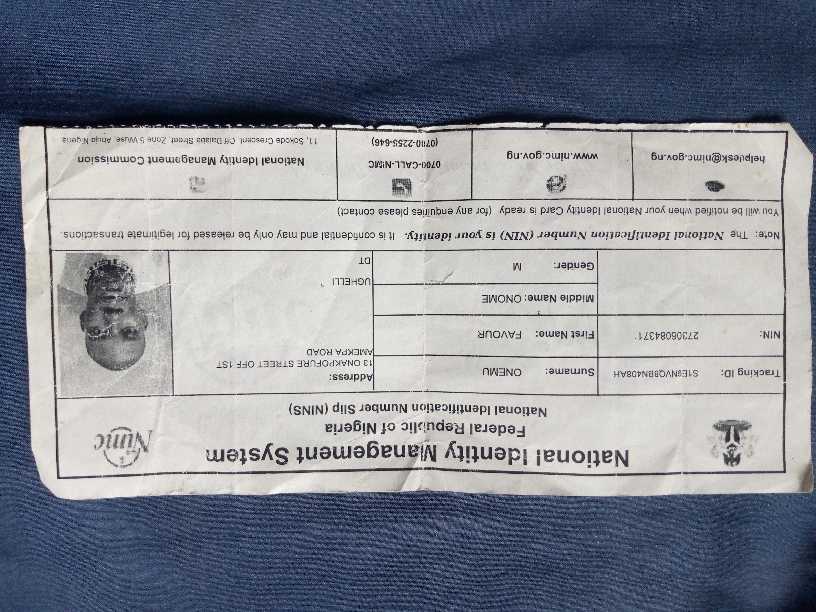 National Identity Management System
Federal Republic of Nigeria
National Identification Number Slip (NINS)
Nimc
Tracking ID:
Surname: ONEMU
Address:
13 ONAKPOFURE STREET OFF 1ST
AMEKPA ROAD
NIN: 27306084371
First Name: FAVOUR
Middle Name: ONOME
UGHELLI
Gender: M
DT
Note: The National Identification Number (NIN) is your identity. It is confidential and may only be released for legitimate transactions.
You will be notified when your National Identity Card is ready (for any enquiries please contact)
helpdesk@nimc.gov.ng
www.nimc.gov.ng
0700-CALL-NIMC
(0700-2255-646)
National Identity Management Commission
11, Sokode Crescent, Off Dalaba Street, Zone 5 Wuse, Abuja Nigeria